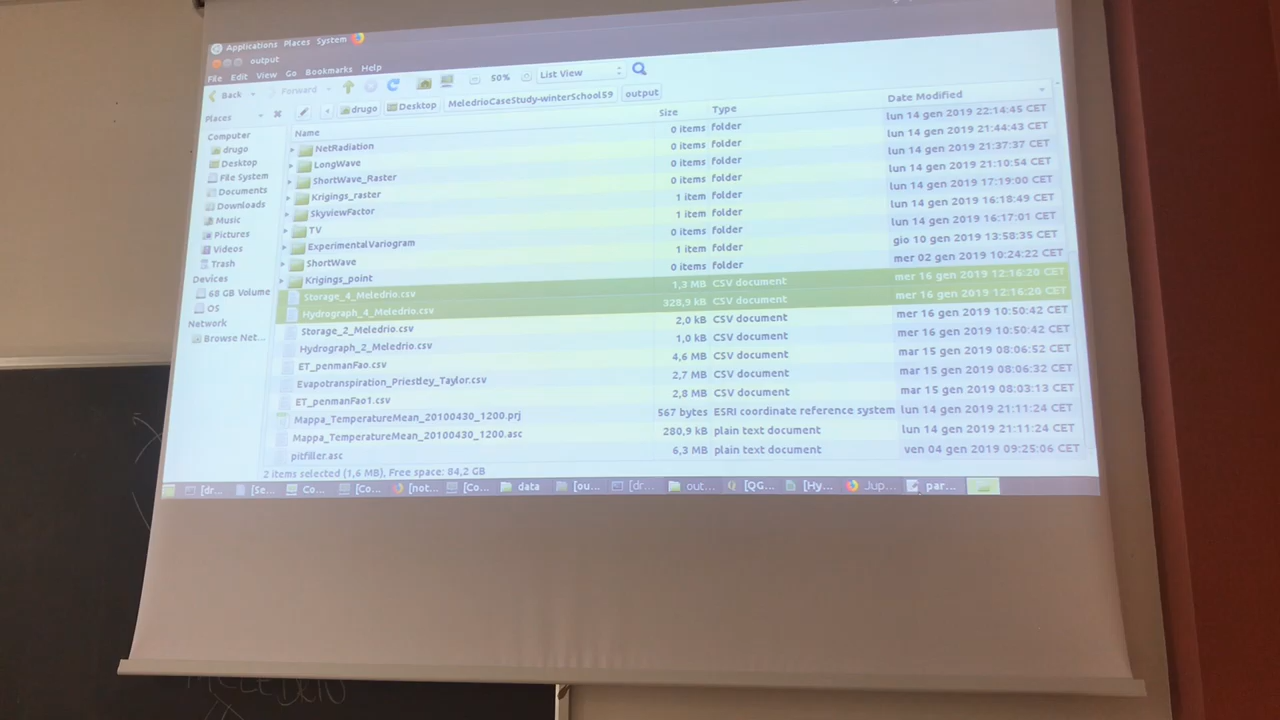 Applications Places System
output
File Edit View Go Bookmarks Help
Back Forward 50% List View
Places drugo Desktop MeledrioCaseStudy-winterSchool59 output
Name Size Type Date Modified
Computer
drugo
Desktop
File System
Documents
Downloads
Music
Pictures
Videos
Trash
Devices
68 GB Volume
OS
Network
Browse Net...
NetRadiation 0 items folder lun 14 gen 2019 22:14:45 CET
LongWave 0 items folder lun 14 gen 2019 21:44:43 CET
ShortWave_Raster 0 items folder lun 14 gen 2019 21:37:37 CET
Krigings_raster 0 items folder lun 14 gen 2019 21:10:54 CET
SkyviewFactor 1 item folder lun 14 gen 2019 17:19:00 CET
TV 1 item folder lun 14 gen 2019 16:18:49 CET
ExperimentalVariogram 0 items folder lun 14 gen 2019 16:17:01 CET
ShortWave 1 item folder gio 10 gen 2019 13:58:35 CET
Krigings_point 0 items folder mer 02 gen 2019 10:24:22 CET
Storage_4_Meledrio.csv 1,3 MB CSV document mer 16 gen 2019 12:16:20 CET
Hydrograph_4_Meledrio.csv 328,9 kB CSV document mer 16 gen 2019 12:16:20 CET
Storage_2_Meledrio.csv 2,0 kB CSV document mer 16 gen 2019 10:50:42 CET
Hydrograph_2_Meledrio.csv 1,0 kB CSV document mer 16 gen 2019 10:50:42 CET
ET_penmanFao.csv 4,6 MB CSV document mar 15 gen 2019 08:06:52 CET
Evapotranspiration_Priestley_Taylor.csv 2,7 MB CSV document mar 15 gen 2019 08:06:32 CET
ET_penmanFao1.csv 2,8 MB CSV document mar 15 gen 2019 08:03:13 CET
Mappa_TemperatureMean_20100430_1200.prj 567 bytes ESRI coordinate reference system lun 14 gen 2019 21:11:24 CET
Mappa_TemperatureMean_20100430_1200.asc 280,9 kB plain text document lun 14 gen 2019 21:11:24 CET
pitfiller.asc 6,3 MB plain text document ven 04 gen 2019 09:25:06 CET
2 items selected (1,6 MB), Free space: 84,2 GB
[dr... [Se... Co... [Co... [not... [Co... data [ou... [dr... out... [QG... [Hy... Jup... par...
MELEDRIO